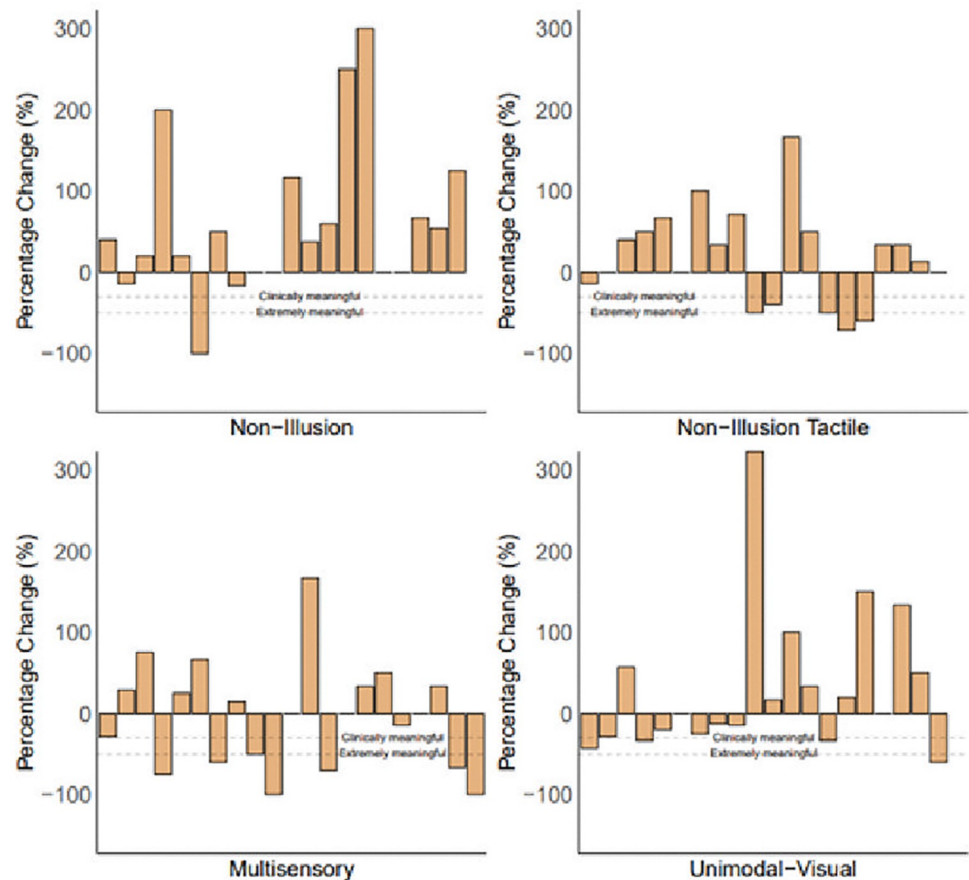 Percentage Change (%)
300
200
100
0
−100
Clinically meaningful
Extremely meaningful
Non−Illusion
Percentage Change (%)
300
200
100
0
−100
Clinically meaningful
Extremely meaningful
Non−Illusion Tactile
Percentage Change (%)
300
200
100
0
−100
Clinically meaningful
Extremely meaningful
Multisensory
Percentage Change (%)
300
200
100
0
−100
Clinically meaningful
Extremely meaningful
Unimodal−Visual